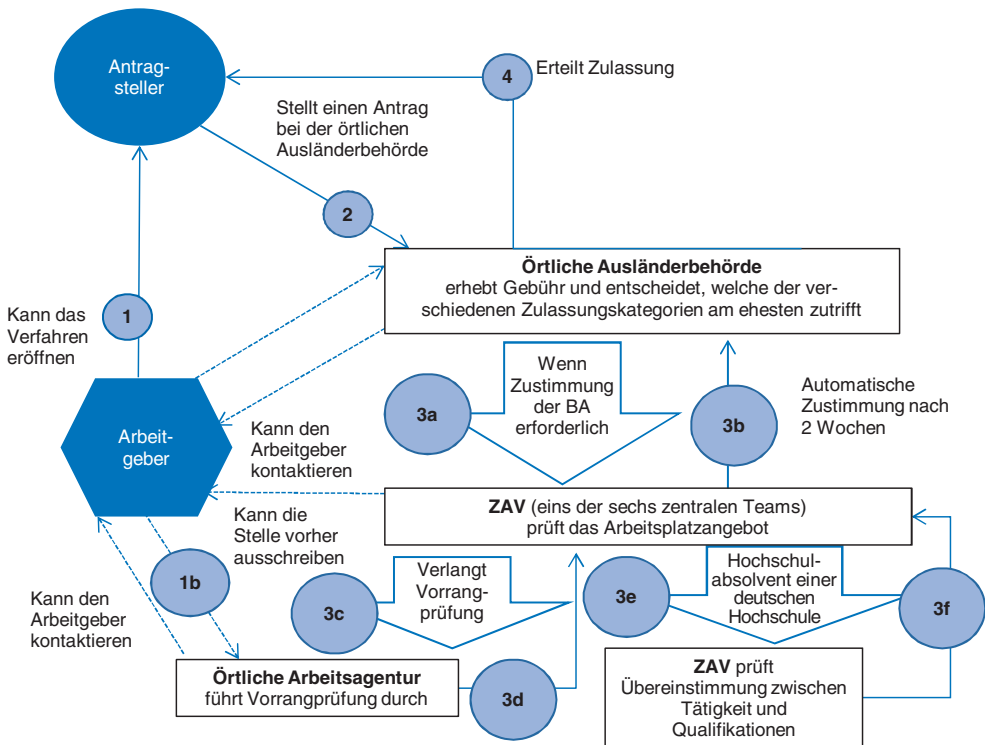 Antrag-
steller
4
Erteilt Zulassung
Stellt einen Antrag
bei der örtlichen
Ausländerbehörde
2
Örtliche Ausländerbehörde
erhebt Gebühr und entscheidet, welche der ver-
schiedenen Zulassungskategorien am ehesten zutrifft
1
Kann das
Verfahren
eröffnen
3a
Wenn
Zustimmung
der BA
erforderlich
3b
Automatische
Zustimmung nach
2 Wochen
Arbeit-
geber
Kann den
Arbeitgeber
kontaktieren
ZAV (eins der sechs zentralen Teams)
prüft das Arbeitsplatzangebot
Kann die
Stelle vorher
ausschreiben
1b
Kann den
Arbeitgeber
kontaktieren
3c
Verlangt
Vorrang-
prüfung
3e
Hochschul-
absolvent einer
deutschen
Hochschule
3f
Örtliche Arbeitsagentur
führt Vorrangprüfung durch
3d
ZAV prüft
Übereinstimmung zwischen
Tätigkeit und
Qualifikationen